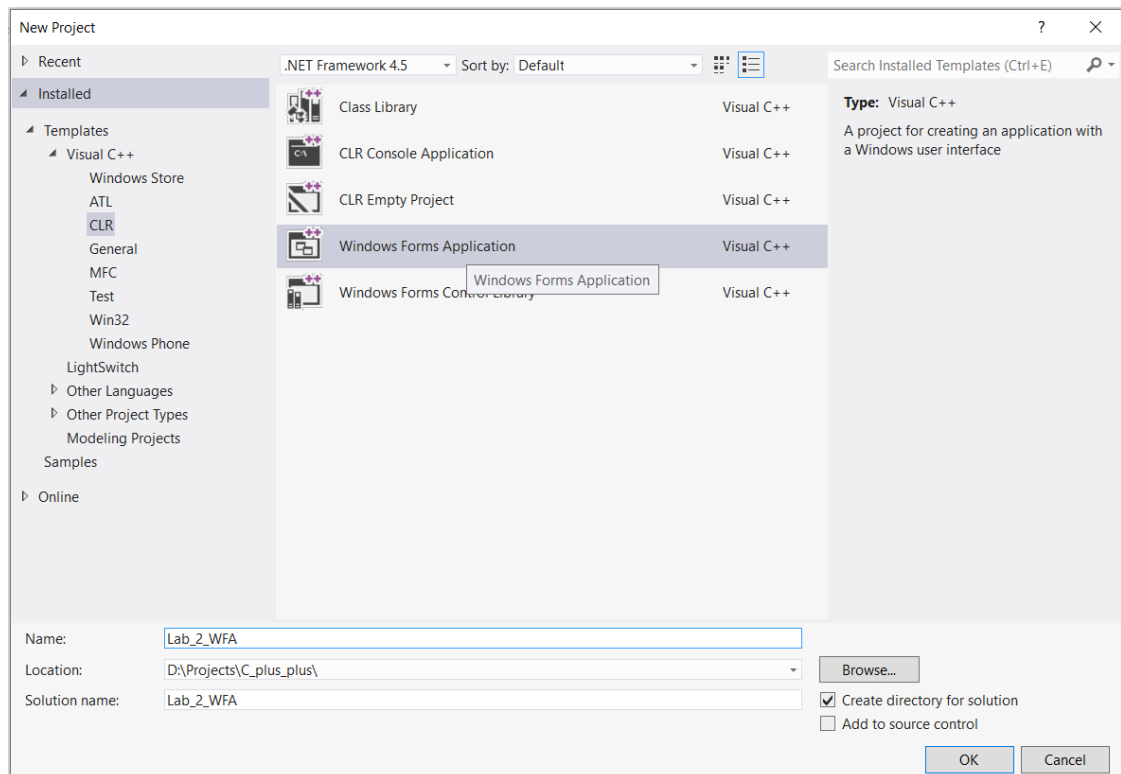 New Project
?
Recent
.NET Framework 4.5
Sort by:
Default
Search Installed Templates (Ctrl+E)
Installed
Templates
Visual C++
Windows Store
ATL
CLR
General
MFC
Test
Win32
Windows Phone
LightSwitch
Other Languages
Other Project Types
Modeling Projects
Samples
Online
Class Library
Visual C++
CLR Console Application
Visual C++
CLR Empty Project
Visual C++
Windows Forms Application
Visual C++
Windows Forms Application
Windows Forms Control Library
Visual C++
Type: Visual C++
A project for creating an application with
a Windows user interface
Name:
Lab_2_WFA
Location:
D:\Projects\C_plus_plus\
Browse...
Solution name:
Lab_2_WFA
Create directory for solution
Add to source control
OK
Cancel